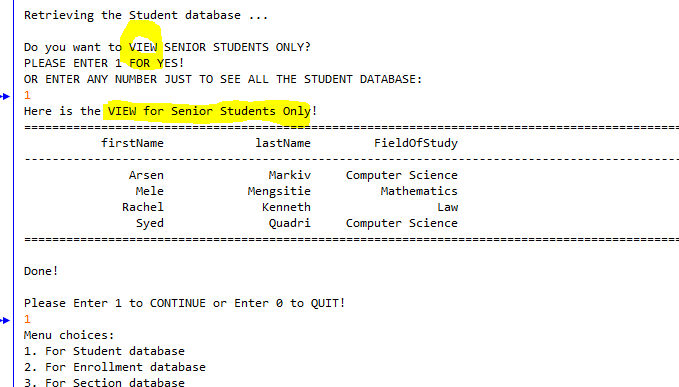 Retrieving the Student database ...
Do you want to VIEW SENIOR STUDENTS ONLY?
PLEASE ENTER 1 FOR YES!
OR ENTER ANY NUMBER JUST TO SEE ALL THE STUDENT DATABASE:
1
Here is the VIEW for Senior Students Only!
firstName lastName FieldOfStudy
Arsen Markiv Computer Science
Mele Mengsitie Mathematics
Rachel Kenneth Law
Syed Quadri Computer Science
Done!
Please Enter 1 to CONTINUE or Enter 0 to QUIT!
1
Menu choices:
1. For Student database
2. For Enrollment database
3. For Section database